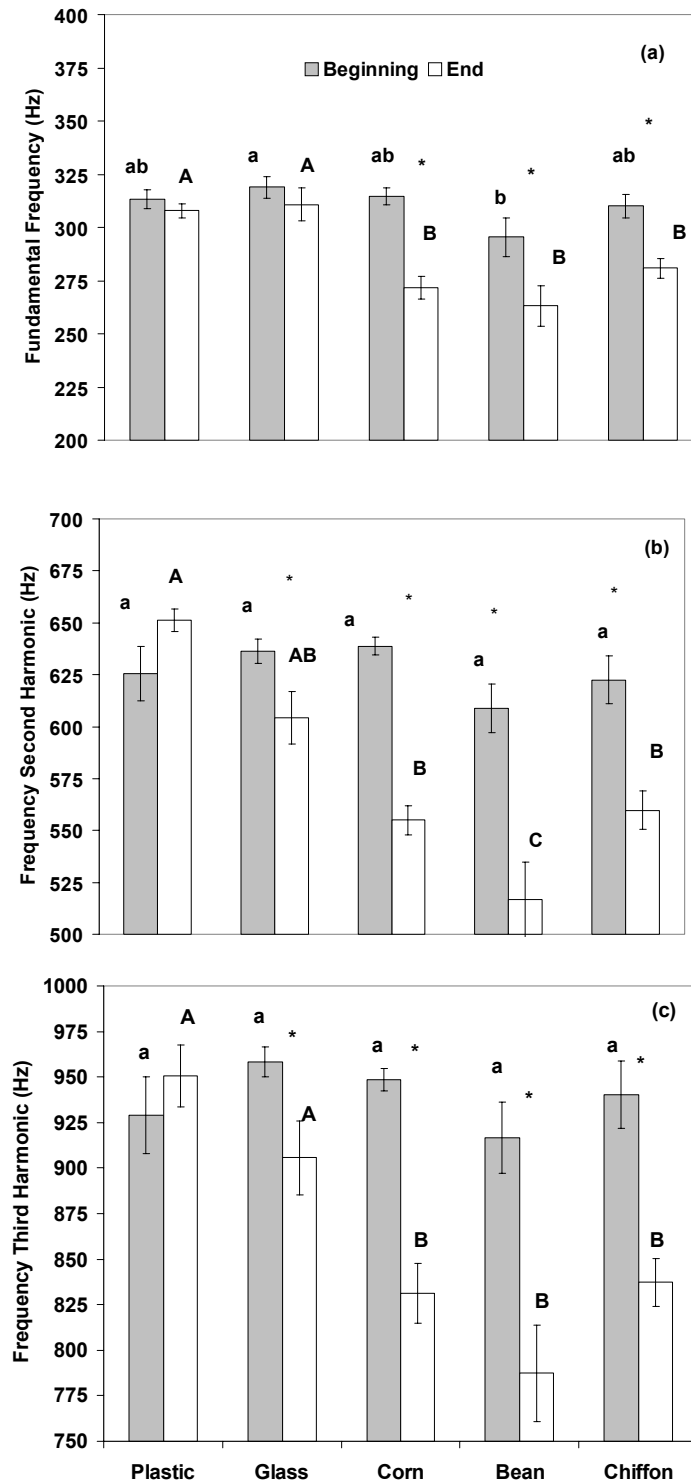 400
(a)
375
Beginning End
350
* *
ab a A ab * ab
325 A b
B B B
300
275
250
225
200
Fundamental Frequency (Hz)
700
(b)
675
A * * * *
650 a a a a a
AB
625
600
B B
575
C
550
525
500
Frequency Second Harmonic (Hz)
1000
A a (c)
975 a * a * a * a *
950
A
925
900
875
B B
850
B
825
800
775
750
Frequency Third Harmonic (Hz)
Plastic Glass Corn Bean Chiffon